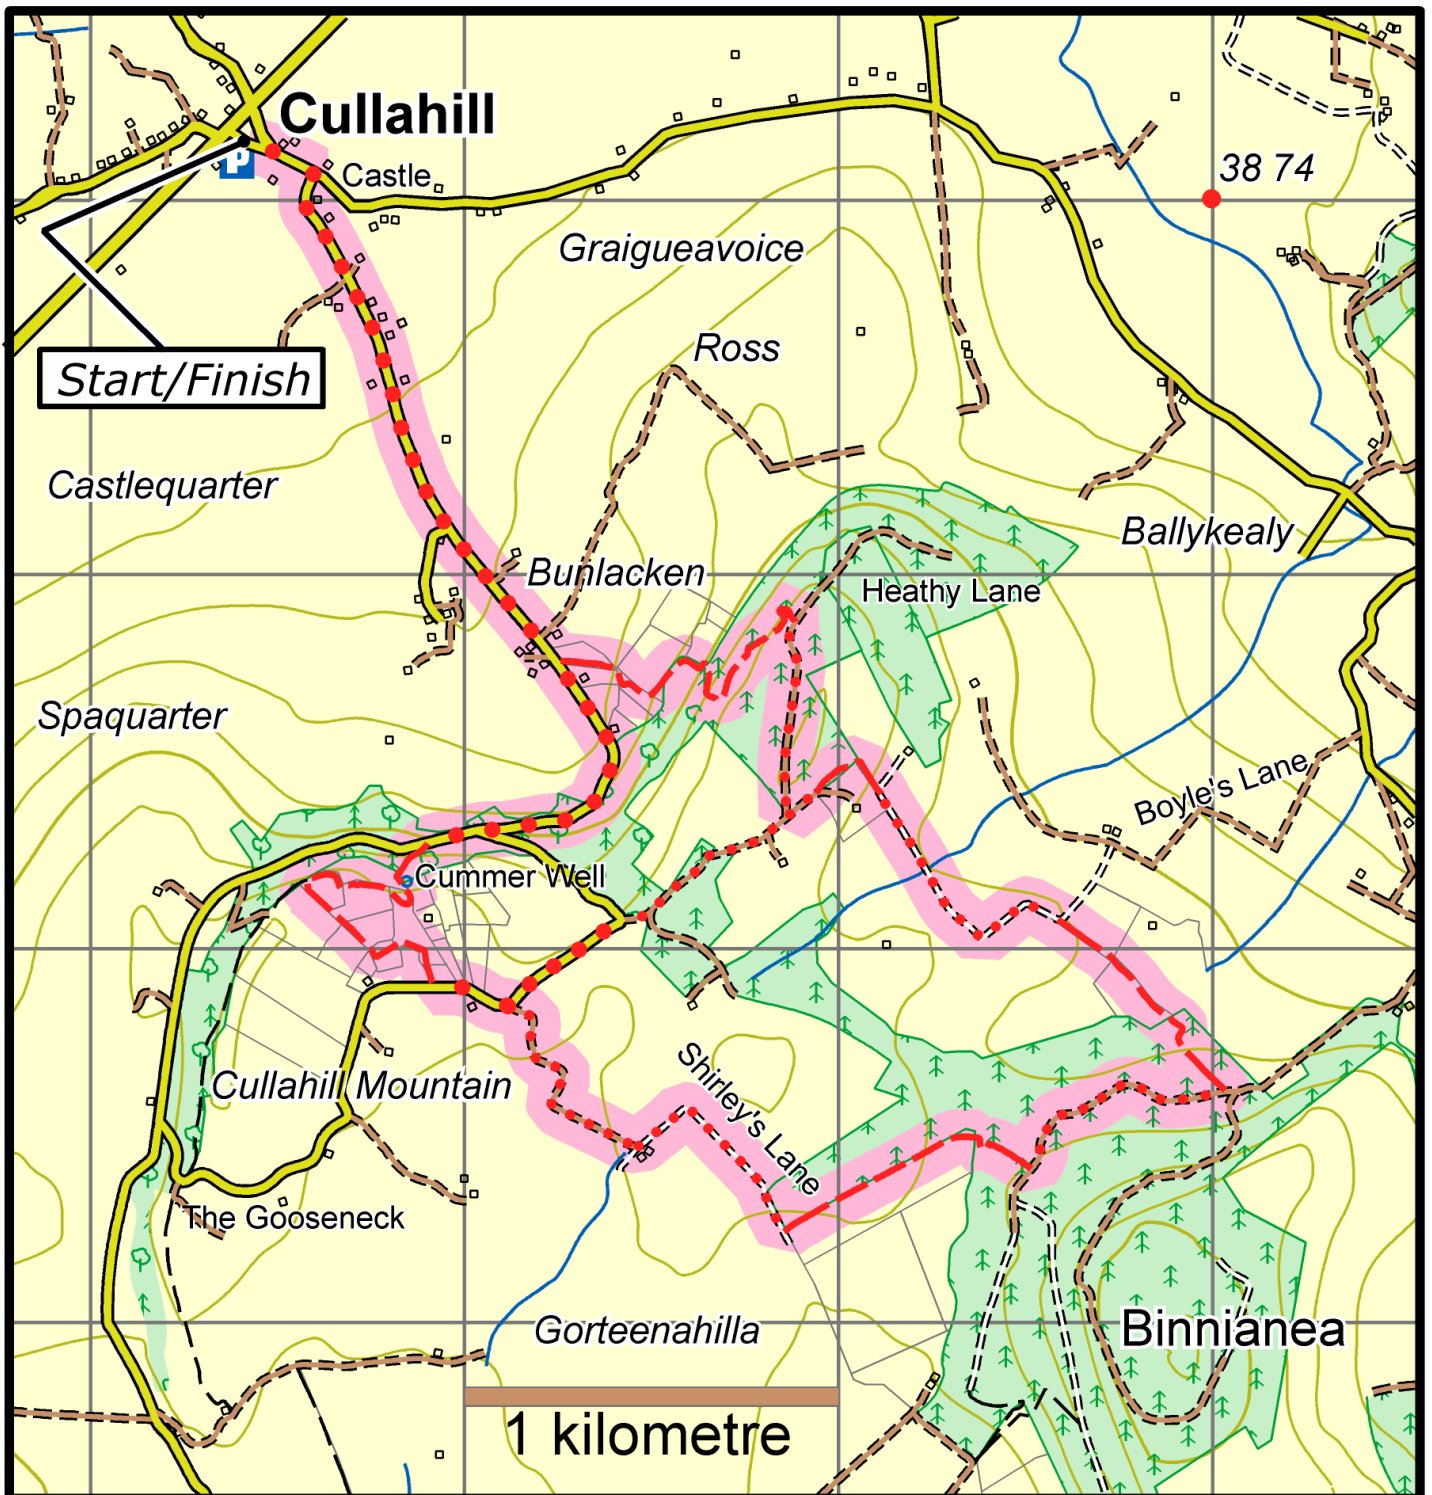 Cullahill
P
Castle
38 74
Graigueavoice
Ross
Start/Finish
Castlequarter
Ballykealy
Bunlacken
Heathy Lane
Spaquarter
Boyle's Lane
Cummer Well
Cullahill Mountain
Shirley's Lane
The Gooseneck
Gorteenahilla
Binnianea
1 kilometre